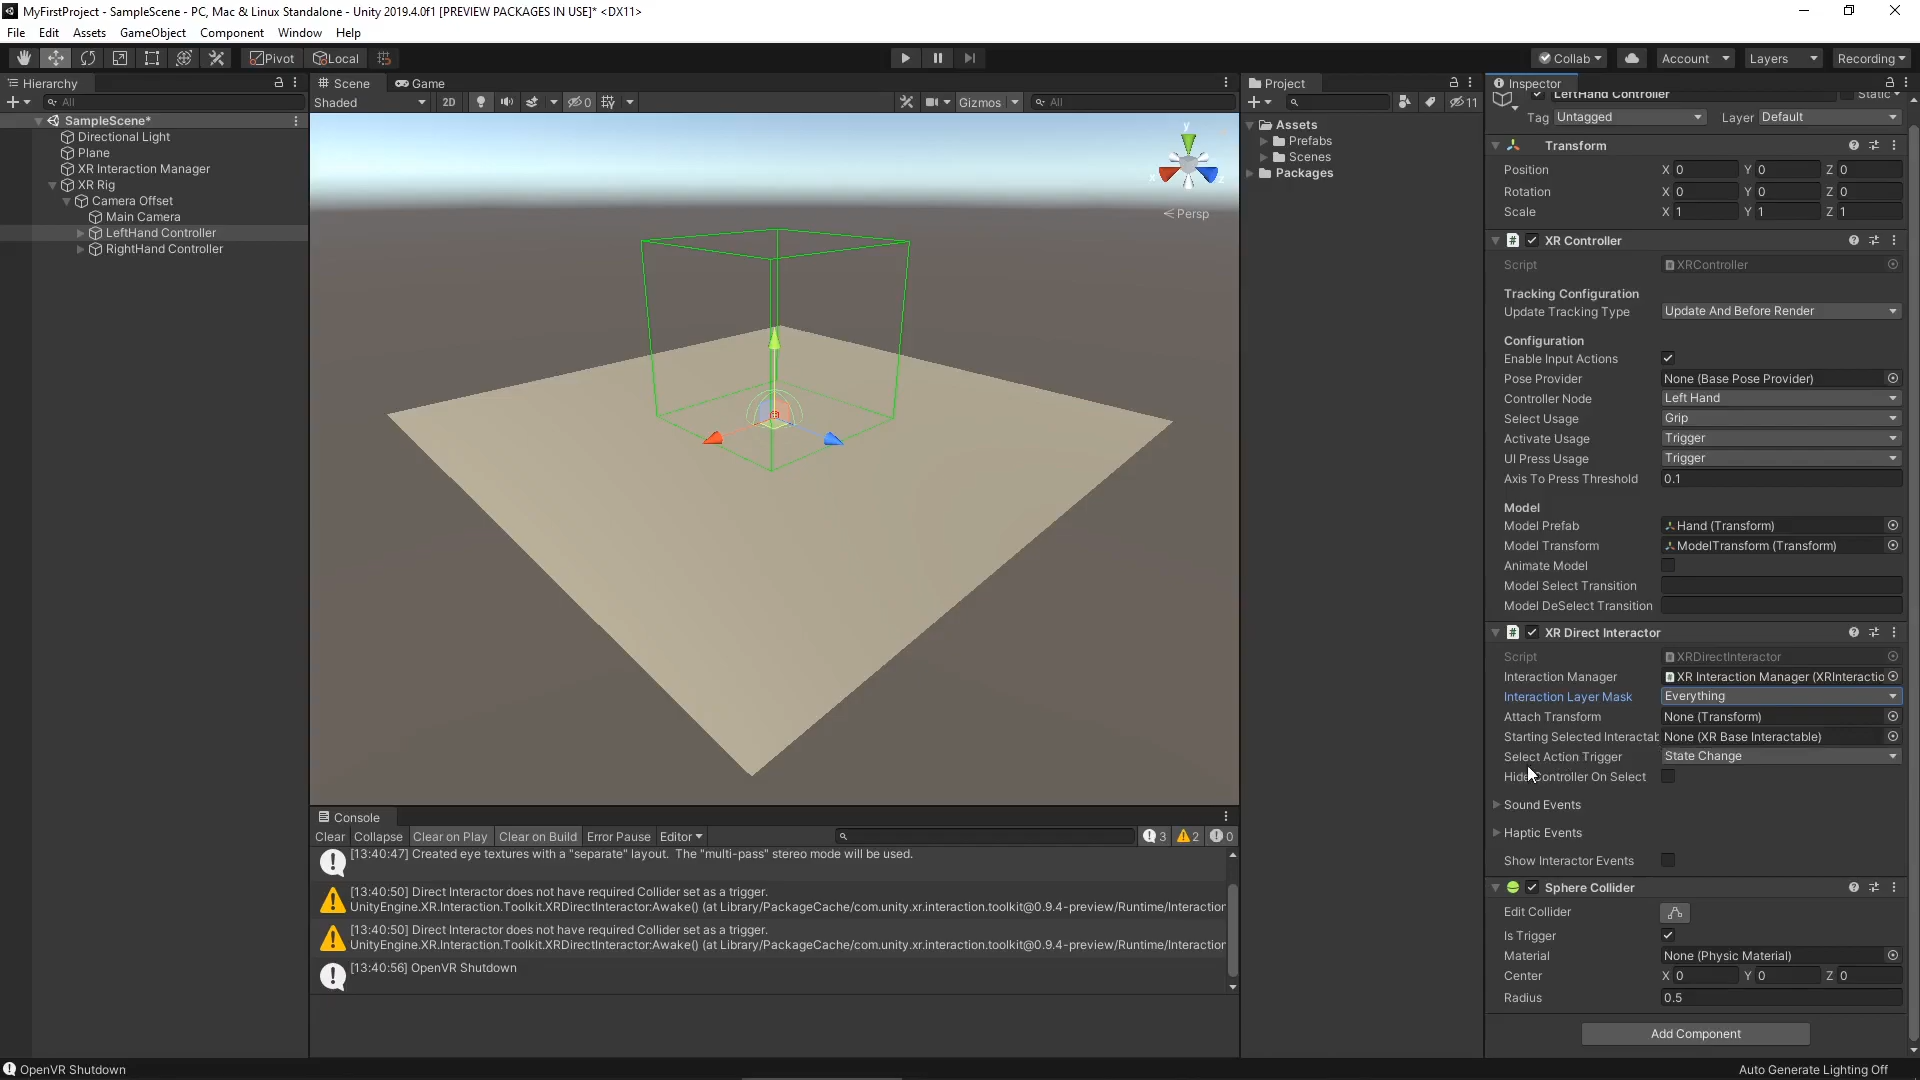 MyFirstProject - SampleScene - PC, Mac & Linux Standalone - Unity 2019.4.0f1 [PREVIEW PACKAGES IN USE]* <DX11>
File Edit Assets GameObject Component Window Help
Pivot Local Collab Account Layers Recording
Hierarchy
All
SampleScene*
Directional Light
Plane
XR Interaction Manager
XR Rig
Camera Offset
Main Camera
LeftHand Controller
RightHand Controller
Scene Game
Shaded 2D 0 Gizmos All
y
x
z
Persp
Console
Clear Collapse Clear on Play Clear on Build Error Pause Editor 3 2 0
[13:40:47] Created eye textures with a "separate" layout. The "multi-pass" stereo mode will be used.
[13:40:50] Direct Interactor does not have required Collider set as a trigger.
UnityEngine.XR.Interaction.Toolkit.XRDirectInteractor:Awake() (at Library/PackageCache/com.unity.xr.interaction.toolkit@0.9.4-preview/Runtime/Interaction
[13:40:50] Direct Interactor does not have required Collider set as a trigger.
UnityEngine.XR.Interaction.Toolkit.XRDirectInteractor:Awake() (at Library/PackageCache/com.unity.xr.interaction.toolkit@0.9.4-preview/Runtime/Interaction
[13:40:56] OpenVR Shutdown
Project
11
Assets
Prefabs
Scenes
Packages
Inspector
LeftHand Controller Static
Tag Untagged Layer Default
Transform
Position X 0 Y 0 Z 0
Rotation X 0 Y 0 Z 0
Scale X 1 Y 1 Z 1
XR Controller
Script XRController
Tracking Configuration
Update Tracking Type Update And Before Render
Configuration
Enable Input Actions
Pose Provider None (Base Pose Provider)
Controller Node Left Hand
Select Usage Grip
Activate Usage Trigger
UI Press Usage Trigger
Axis To Press Threshold 0.1
Model
Model Prefab Hand (Transform)
Model Transform ModelTransform (Transform)
Animate Model
Model Select Transition
Model DeSelect Transition
XR Direct Interactor
Script XRDirectInteractor
Interaction Manager XR Interaction Manager (XRInteractio
Interaction Layer Mask Everything
Attach Transform None (Transform)
Starting Selected Interactab None (XR Base Interactable)
Select Action Trigger State Change
Hide Controller On Select
Sound Events
Haptic Events
Show Interactor Events
Sphere Collider
Edit Collider
Is Trigger
Material None (Physic Material)
Center X 0 Y 0 Z 0
Radius 0.5
Add Component
OpenVR Shutdown Auto Generate Lighting Off